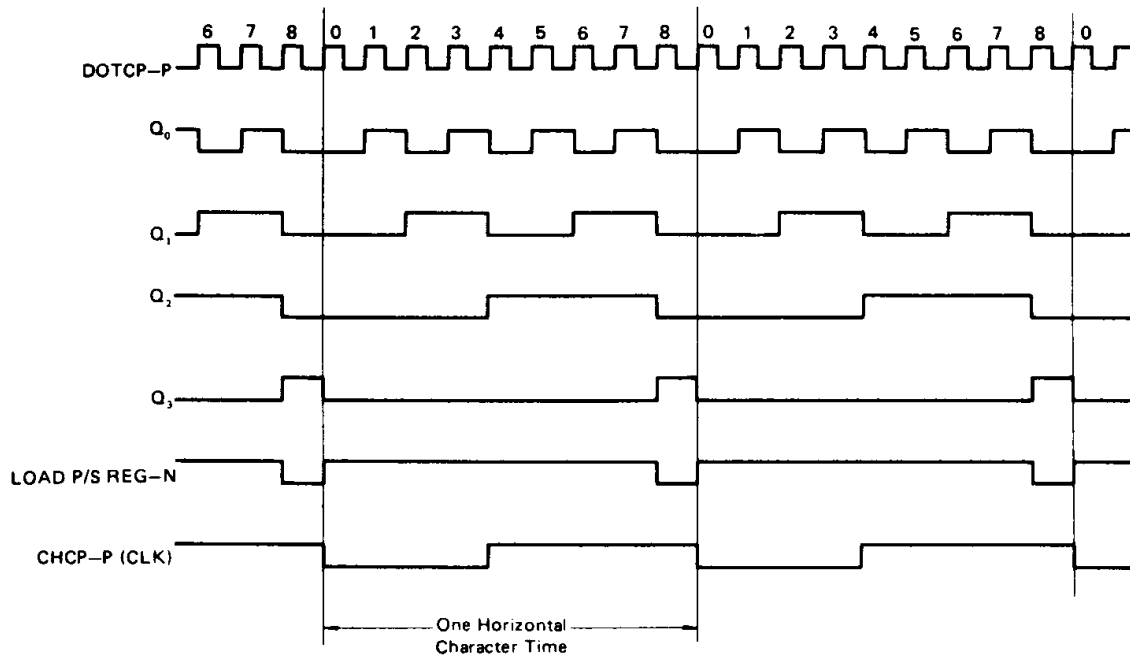 6 7 8 0 1 2 3 4 5 6 7 8 0 1 2 3 4 5 6 7 8 0
DOTCP–P
Q₀
Q₁
Q₂
Q₃
LOAD P/S REG–N
CHCP–P (CLK)
One Horizontal
Character Time